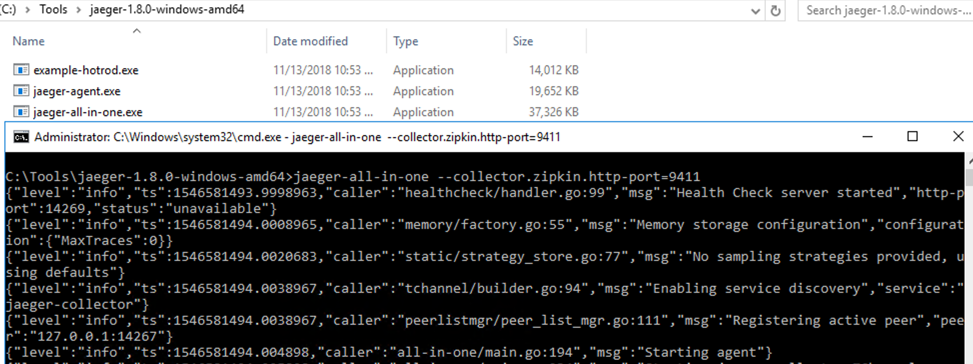 (C:) > Tools > jaeger-1.8.0-windows-amd64 Search jaeger-1.8.0-windows-...
Name Date modified Type Size
example-hotrod.exe 11/13/2018 10:53 ... Application 14,012 KB
jaeger-agent.exe 11/13/2018 10:53 ... Application 19,652 KB
jaeger-all-in-one.exe 11/13/2018 10:53 ... Application 37,326 KB
Administrator: C:\Windows\system32\cmd.exe - jaeger-all-in-one --collector.zipkin.http-port=9411
C:\Tools\jaeger-1.8.0-windows-amd64>jaeger-all-in-one --collector.zipkin.http-port=9411
{"level":"info","ts":1546581493.9998963,"caller":"healthcheck/handler.go:99","msg":"Health Check server started","http-p
ort":14269,"status":"unavailable"}
{"level":"info","ts":1546581494.0008965,"caller":"memory/factory.go:55","msg":"Memory storage configuration","configurat
ion":{"MaxTraces":0}}
{"level":"info","ts":1546581494.0020683,"caller":"static/strategy_store.go:77","msg":"No sampling strategies provided, u
sing defaults"}
{"level":"info","ts":1546581494.0038967,"caller":"tchannel/builder.go:94","msg":"Enabling service discovery","service":"
jaeger-collector"}
{"level":"info","ts":1546581494.0038967,"caller":"peerlistmgr/peer_list_mgr.go:111","msg":"Registering active peer","pee
r":"127.0.0.1:14267"}
{"level":"info","ts":1546581494.004898,"caller":"all-in-one/main.go:194","msg":"Starting agent"}